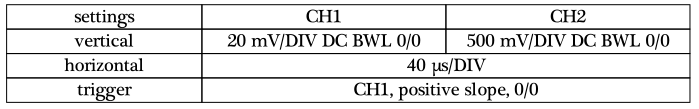 settings CH1 CH2
vertical 20 mV/DIV DC BWL 0/0 500 mV/DIV DC BWL 0/0
horizontal 40 µs/DIV
trigger CH1, positive slope, 0/0